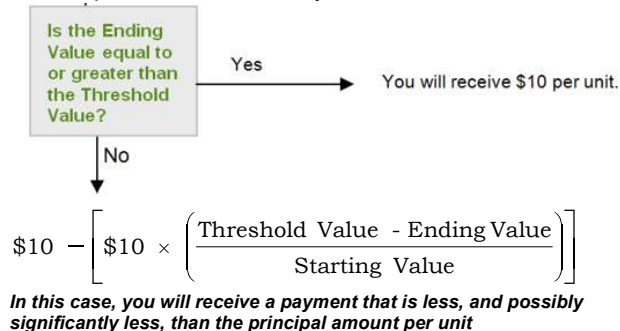 Is the Ending
Value equal to
or greater than
the Threshold
Value?
Yes
You will receive $10 per unit.
No
$10 − [ $10 × ( Threshold Value - Ending Value
Starting Value ) ]
In this case, you will receive a payment that is less, and possibly
significantly less, than the principal amount per unit